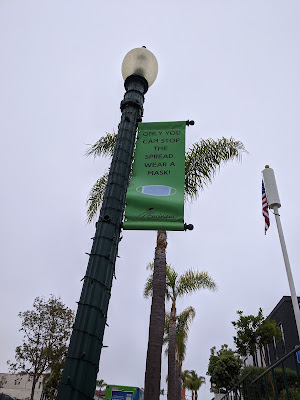 ONLY YOU
CAN STOP
THE
SPREAD
WEAR A
MASK!